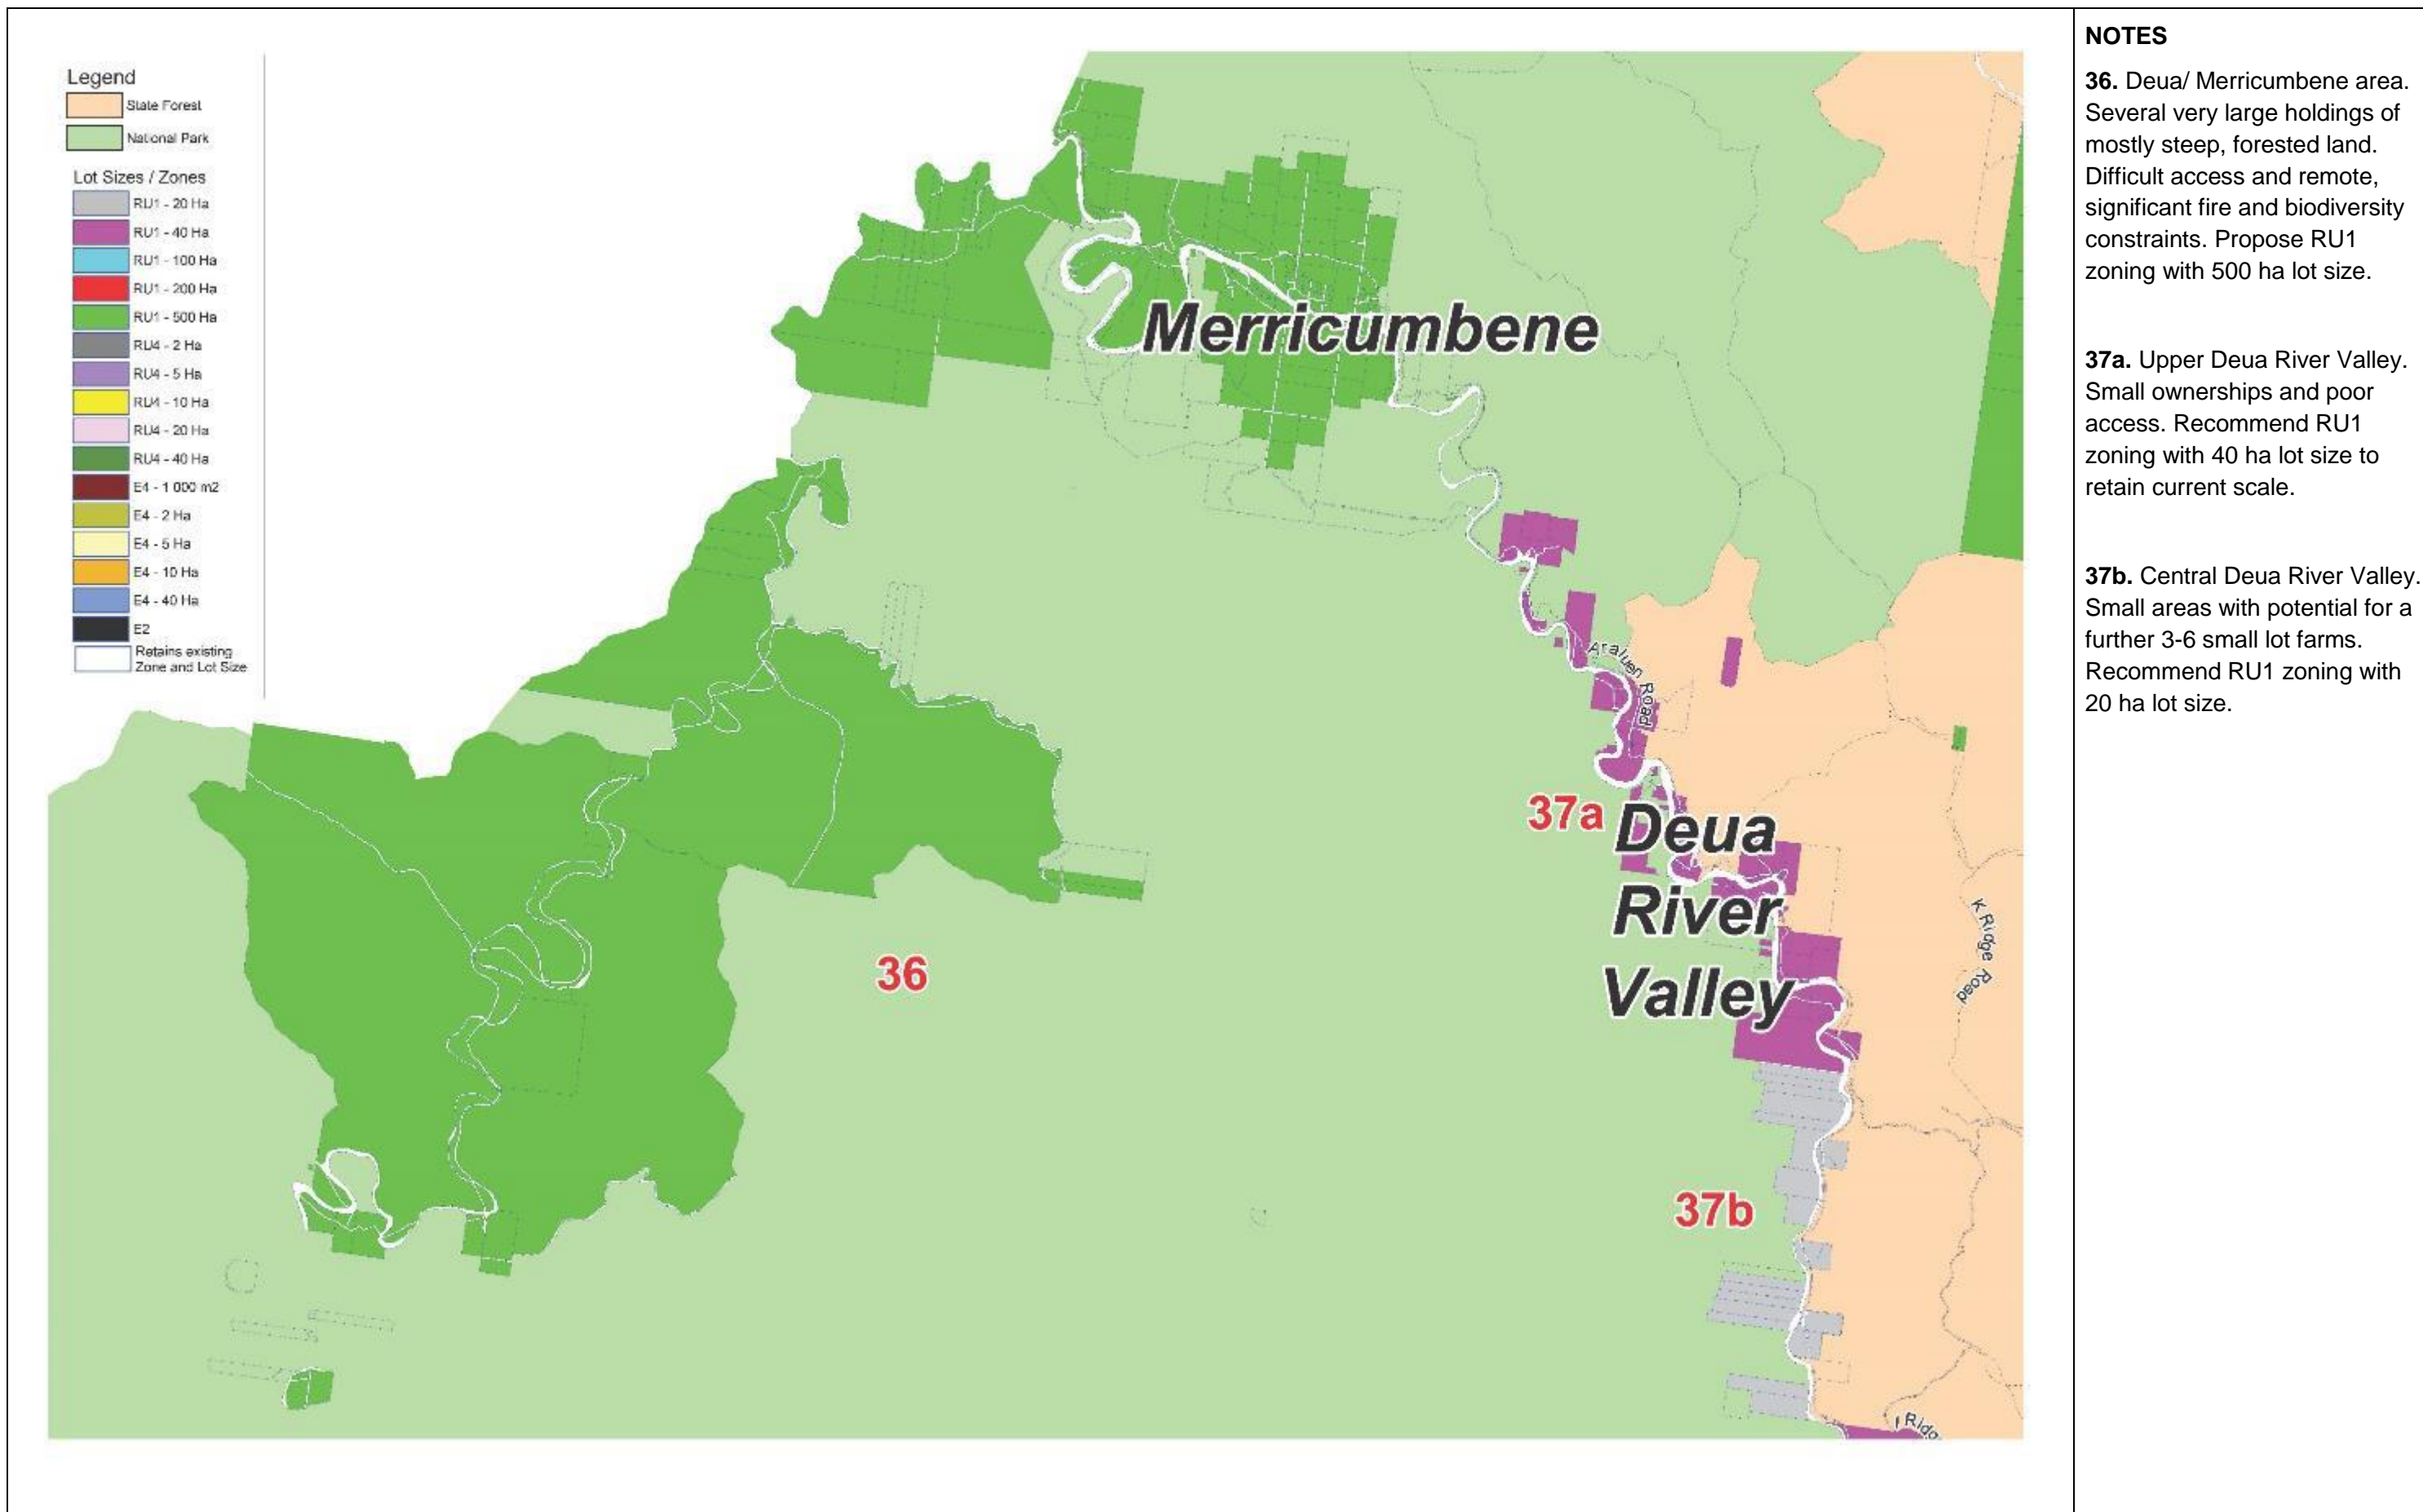 Legend
State Forest
National Park
Lot Sizes / Zones
RU1 - 20 Ha
RU1 - 40 Ha
RU1 - 100 Ha
RU1 - 200 Ha
RU1 - 500 Ha
RU4 - 2 Ha
RU4 - 5 Ha
RU4 - 10 Ha
RU4 - 20 Ha
RU4 - 40 Ha
E4 - 1 000 m2
E4 - 2 Ha
E4 - 5 Ha
E4 - 10 Ha
E4 - 40 Ha
E2
Retains existing
Zone and Lot Size
Merricumbene
Araluen Road
37a
Deua
River
Valley
K Ridge Road
36
37b
NOTES
36. Deua/ Merricumbene area.
Several very large holdings of
mostly steep, forested land.
Difficult access and remote,
significant fire and biodiversity
constraints. Propose RU1
zoning with 500 ha lot size.
37a. Upper Deua River Valley.
Small ownerships and poor
access. Recommend RU1
zoning with 40 ha lot size to
retain current scale.
37b. Central Deua River Valley.
Small areas with potential for a
further 3-6 small lot farms.
Recommend RU1 zoning with
20 ha lot size.